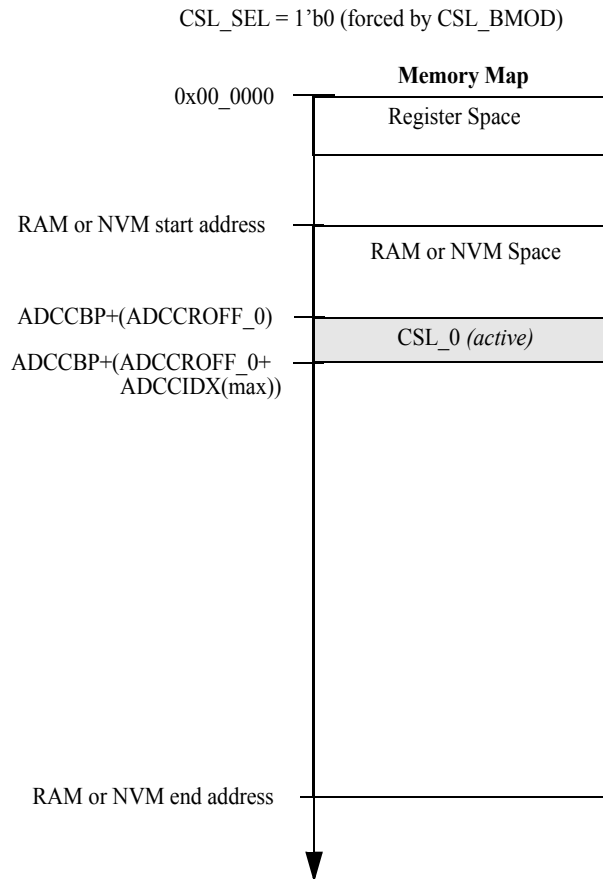 CSL_SEL = 1’b0 (forced by CSL_BMOD)
Memory Map
0x00_0000
Register Space
RAM or NVM start address
RAM or NVM Space
ADCCBP+(ADCCROFF_0)
CSL_0 (active)
ADCCBP+(ADCCROFF_0+
ADCCIDX(max))
RAM or NVM end address